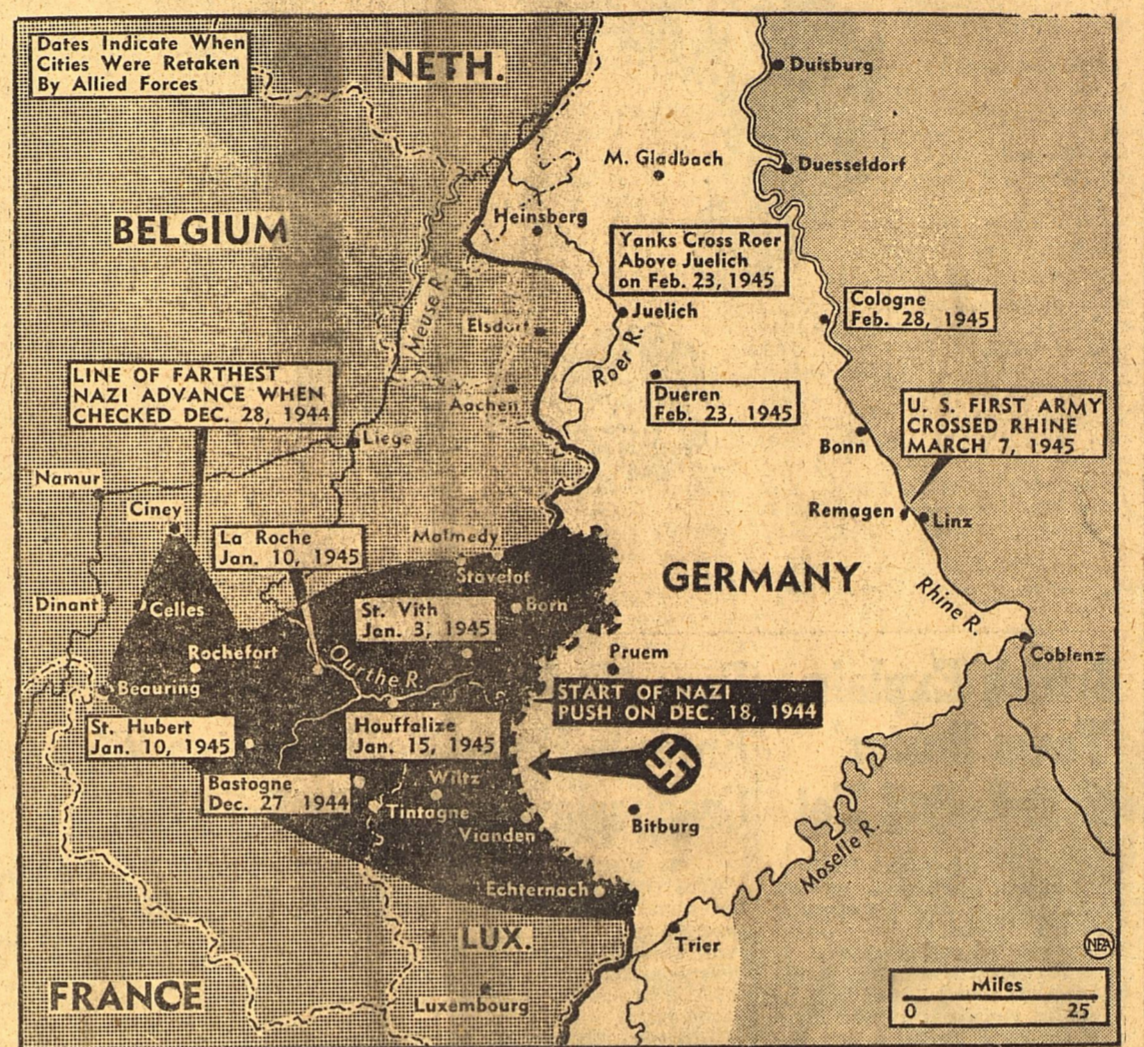 Dates Indicate When
Cities Were Retaken
By Allied Forces
NETH.
Duisburg
M. Gladbach
Duesseldorf
BELGIUM
Heinsberg
Yanks Cross Roer
Above Juelich
on Feb. 23, 1945
Meuse R.
Elsdorf
Juelich
Cologne
Feb. 28, 1945
Roer R.
LINE OF FARTHEST
NAZI ADVANCE WHEN
CHECKED DEC. 28, 1944
Aachen
Dueren
Feb. 23, 1945
U. S. FIRST ARMY
CROSSED RHINE
MARCH 7, 1945
Liege
Bonn
Namur
Ciney
Remagen
Linz
La Roche
Jan. 10, 1945
Malmedy
Stavelot
GERMANY
Rhine R.
Dinant
Celles
St. Vith
Jan. 3, 1945
Born
Rochefort
Ourthe R.
Pruem
Coblenz
Beauring
START OF NAZI
PUSH ON DEC. 18, 1944
St. Hubert
Jan. 10, 1945
Houffalize
Jan. 15, 1945
Bastogne
Dec. 27 1944
Wiltz
Tintagne
Vianden
Bitburg
Moselle R.
Echternach
LUX.
Trier
NEA
FRANCE
Luxembourg
Miles
0 25